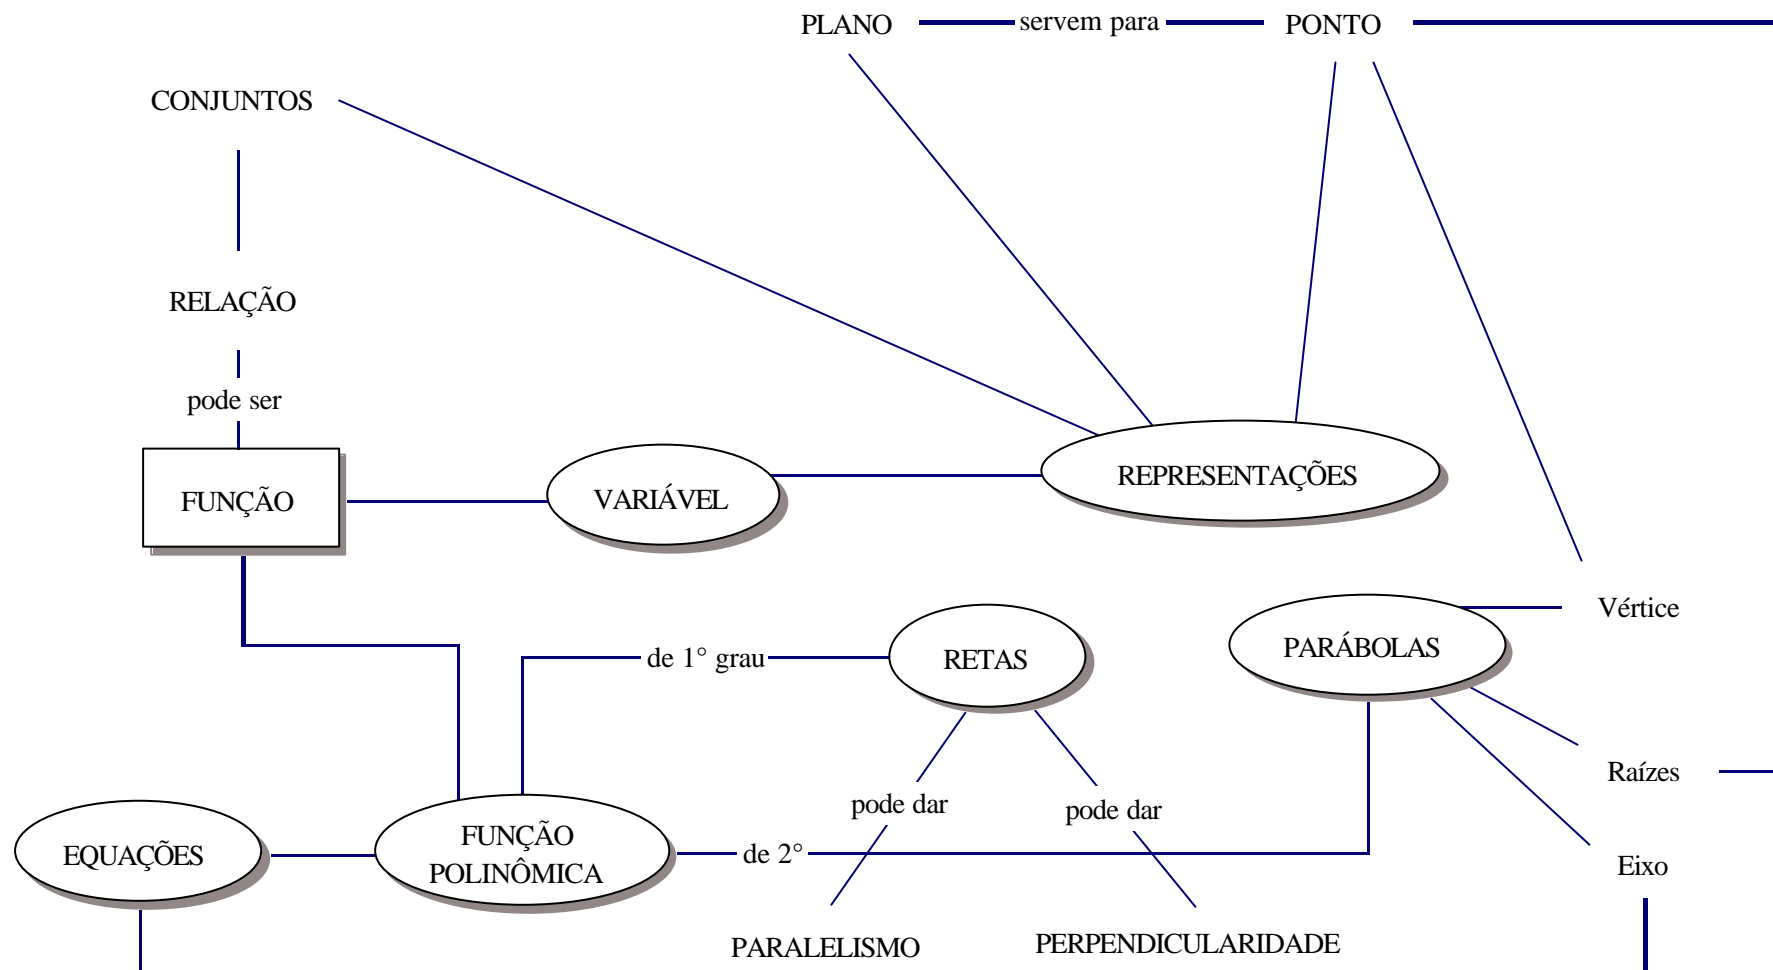 PLANO servem para PONTO
CONJUNTOS
RELAÇÃO
pode ser
FUNÇÃO
VARIÁVEL
REPRESENTAÇÕES
Vértice
de 1° grau
RETAS
PARÁBOLAS
Raízes
pode dar
pode dar
EQUAÇÕES
FUNÇÃO
POLINÔMICA
de 2°
Eixo
PARALELISMO
PERPENDICULARIDADE